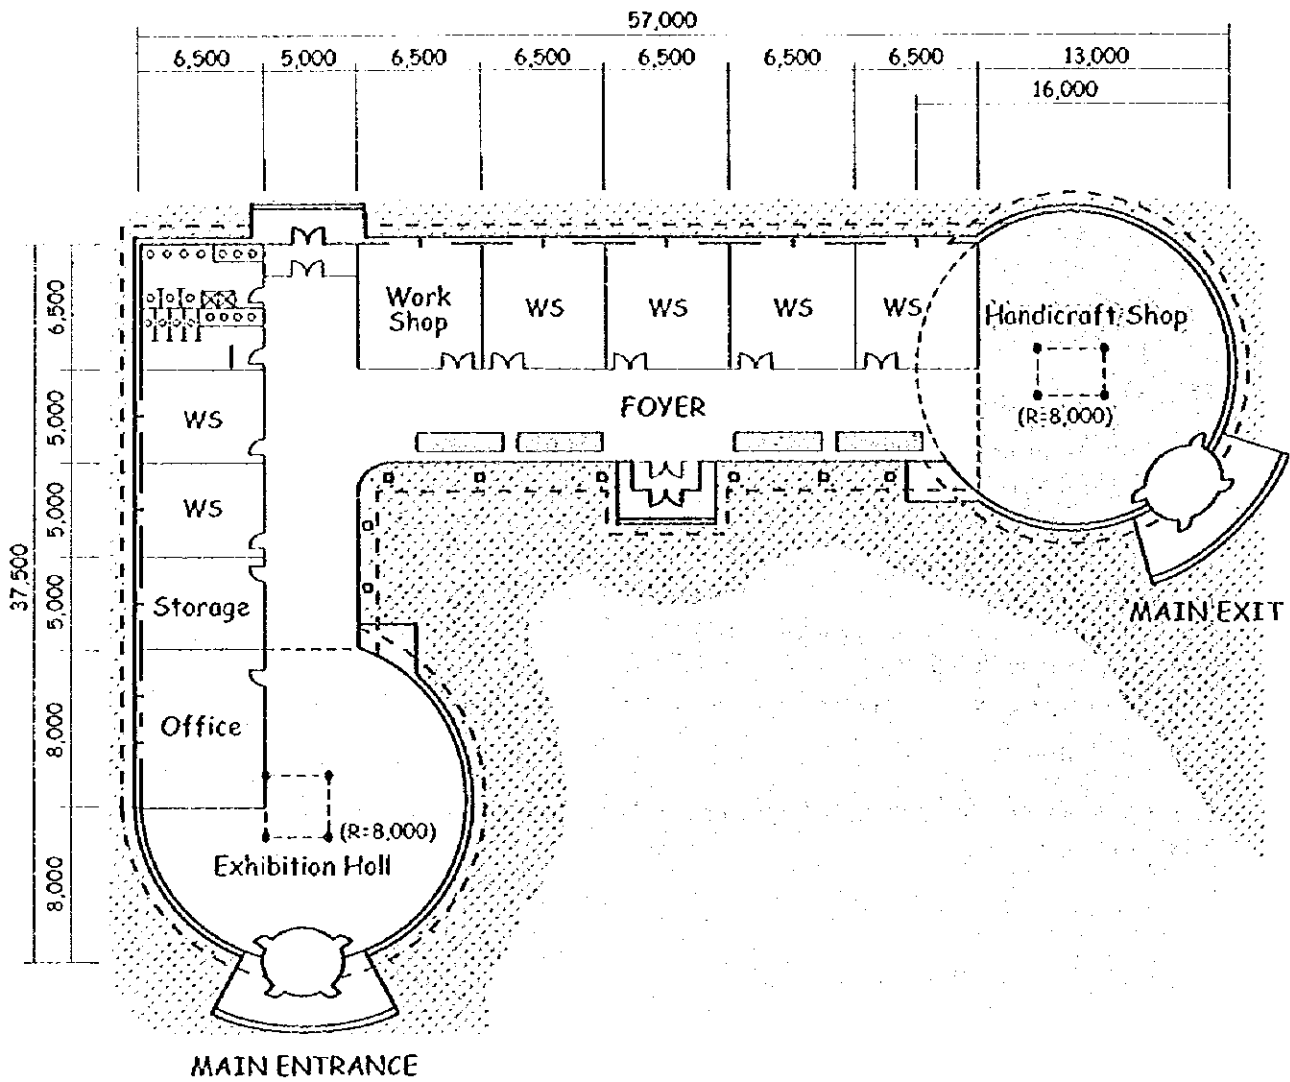 57,000
6,500 5,000 6,500 6,500 6,500 6,500 6,500 13,000
16,000
Work
Shop
WS
WS
WS
WS
Handicraft Shop
(R=8,000)
FOYER
WS
WS
Storage
Office
(R=8,000)
Exhibition Hall
MAIN EXIT
MAIN ENTRANCE
37,500
6,500
5,000
5,000
5,000
8,000
8,000